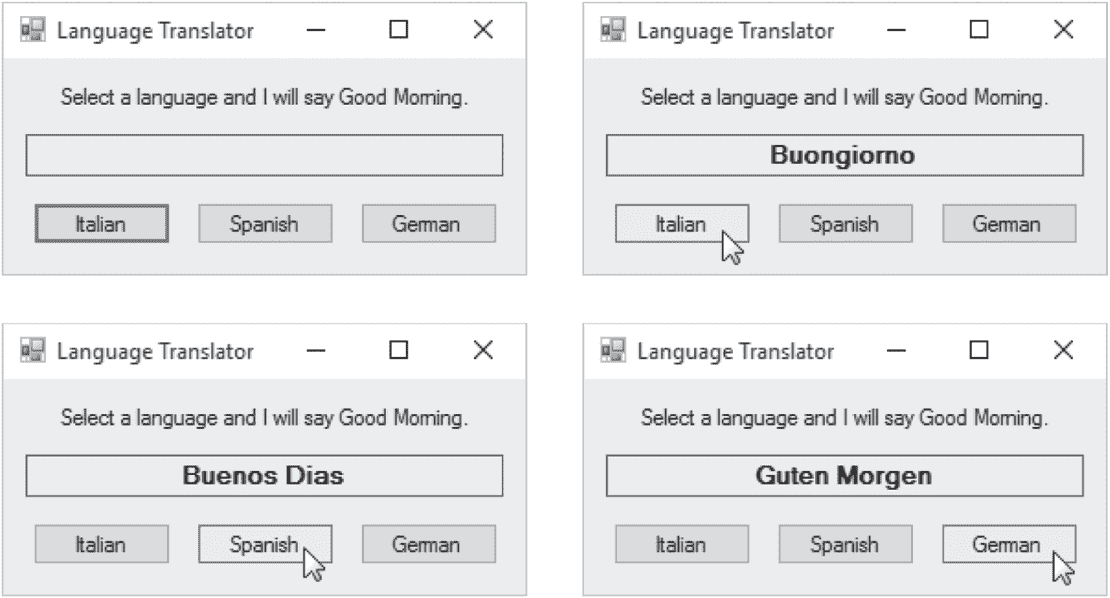 Language Translator
Select a language and I will say Good Morning.
Italian Spanish German
Language Translator
Select a language and I will say Good Morning.
Buongiorno
Italian Spanish German
Language Translator
Select a language and I will say Good Morning.
Buenos Dias
Italian Spanish German
Language Translator
Select a language and I will say Good Morning.
Guten Morgen
Italian Spanish German